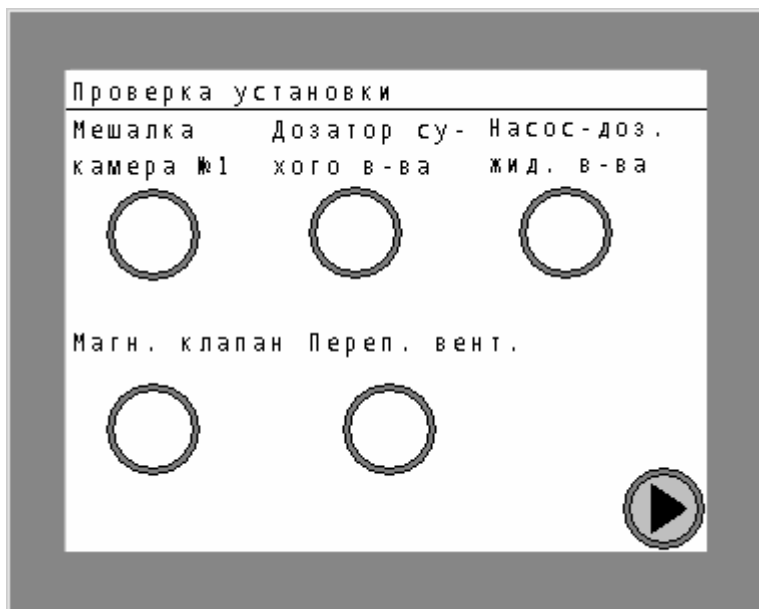 Проверка установки
Мешалка Дозатор су- Насос-доз.
камера №1 хого в-ва жид. в-ва
Магн. клапан Переп. вент.